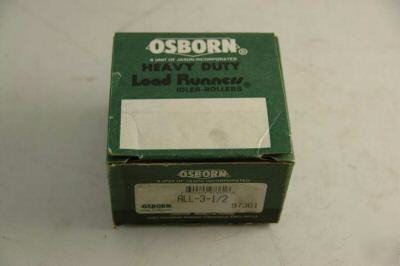 OSBORN®
A UNIT OF JASON INCORPORATED
HEAVY DUTY
Load Runners®
IDLER-ROLLERS
OSBORN
A UNIT OF JASON INCORPORATED
OSBORN
ALL-3-1/2
97361